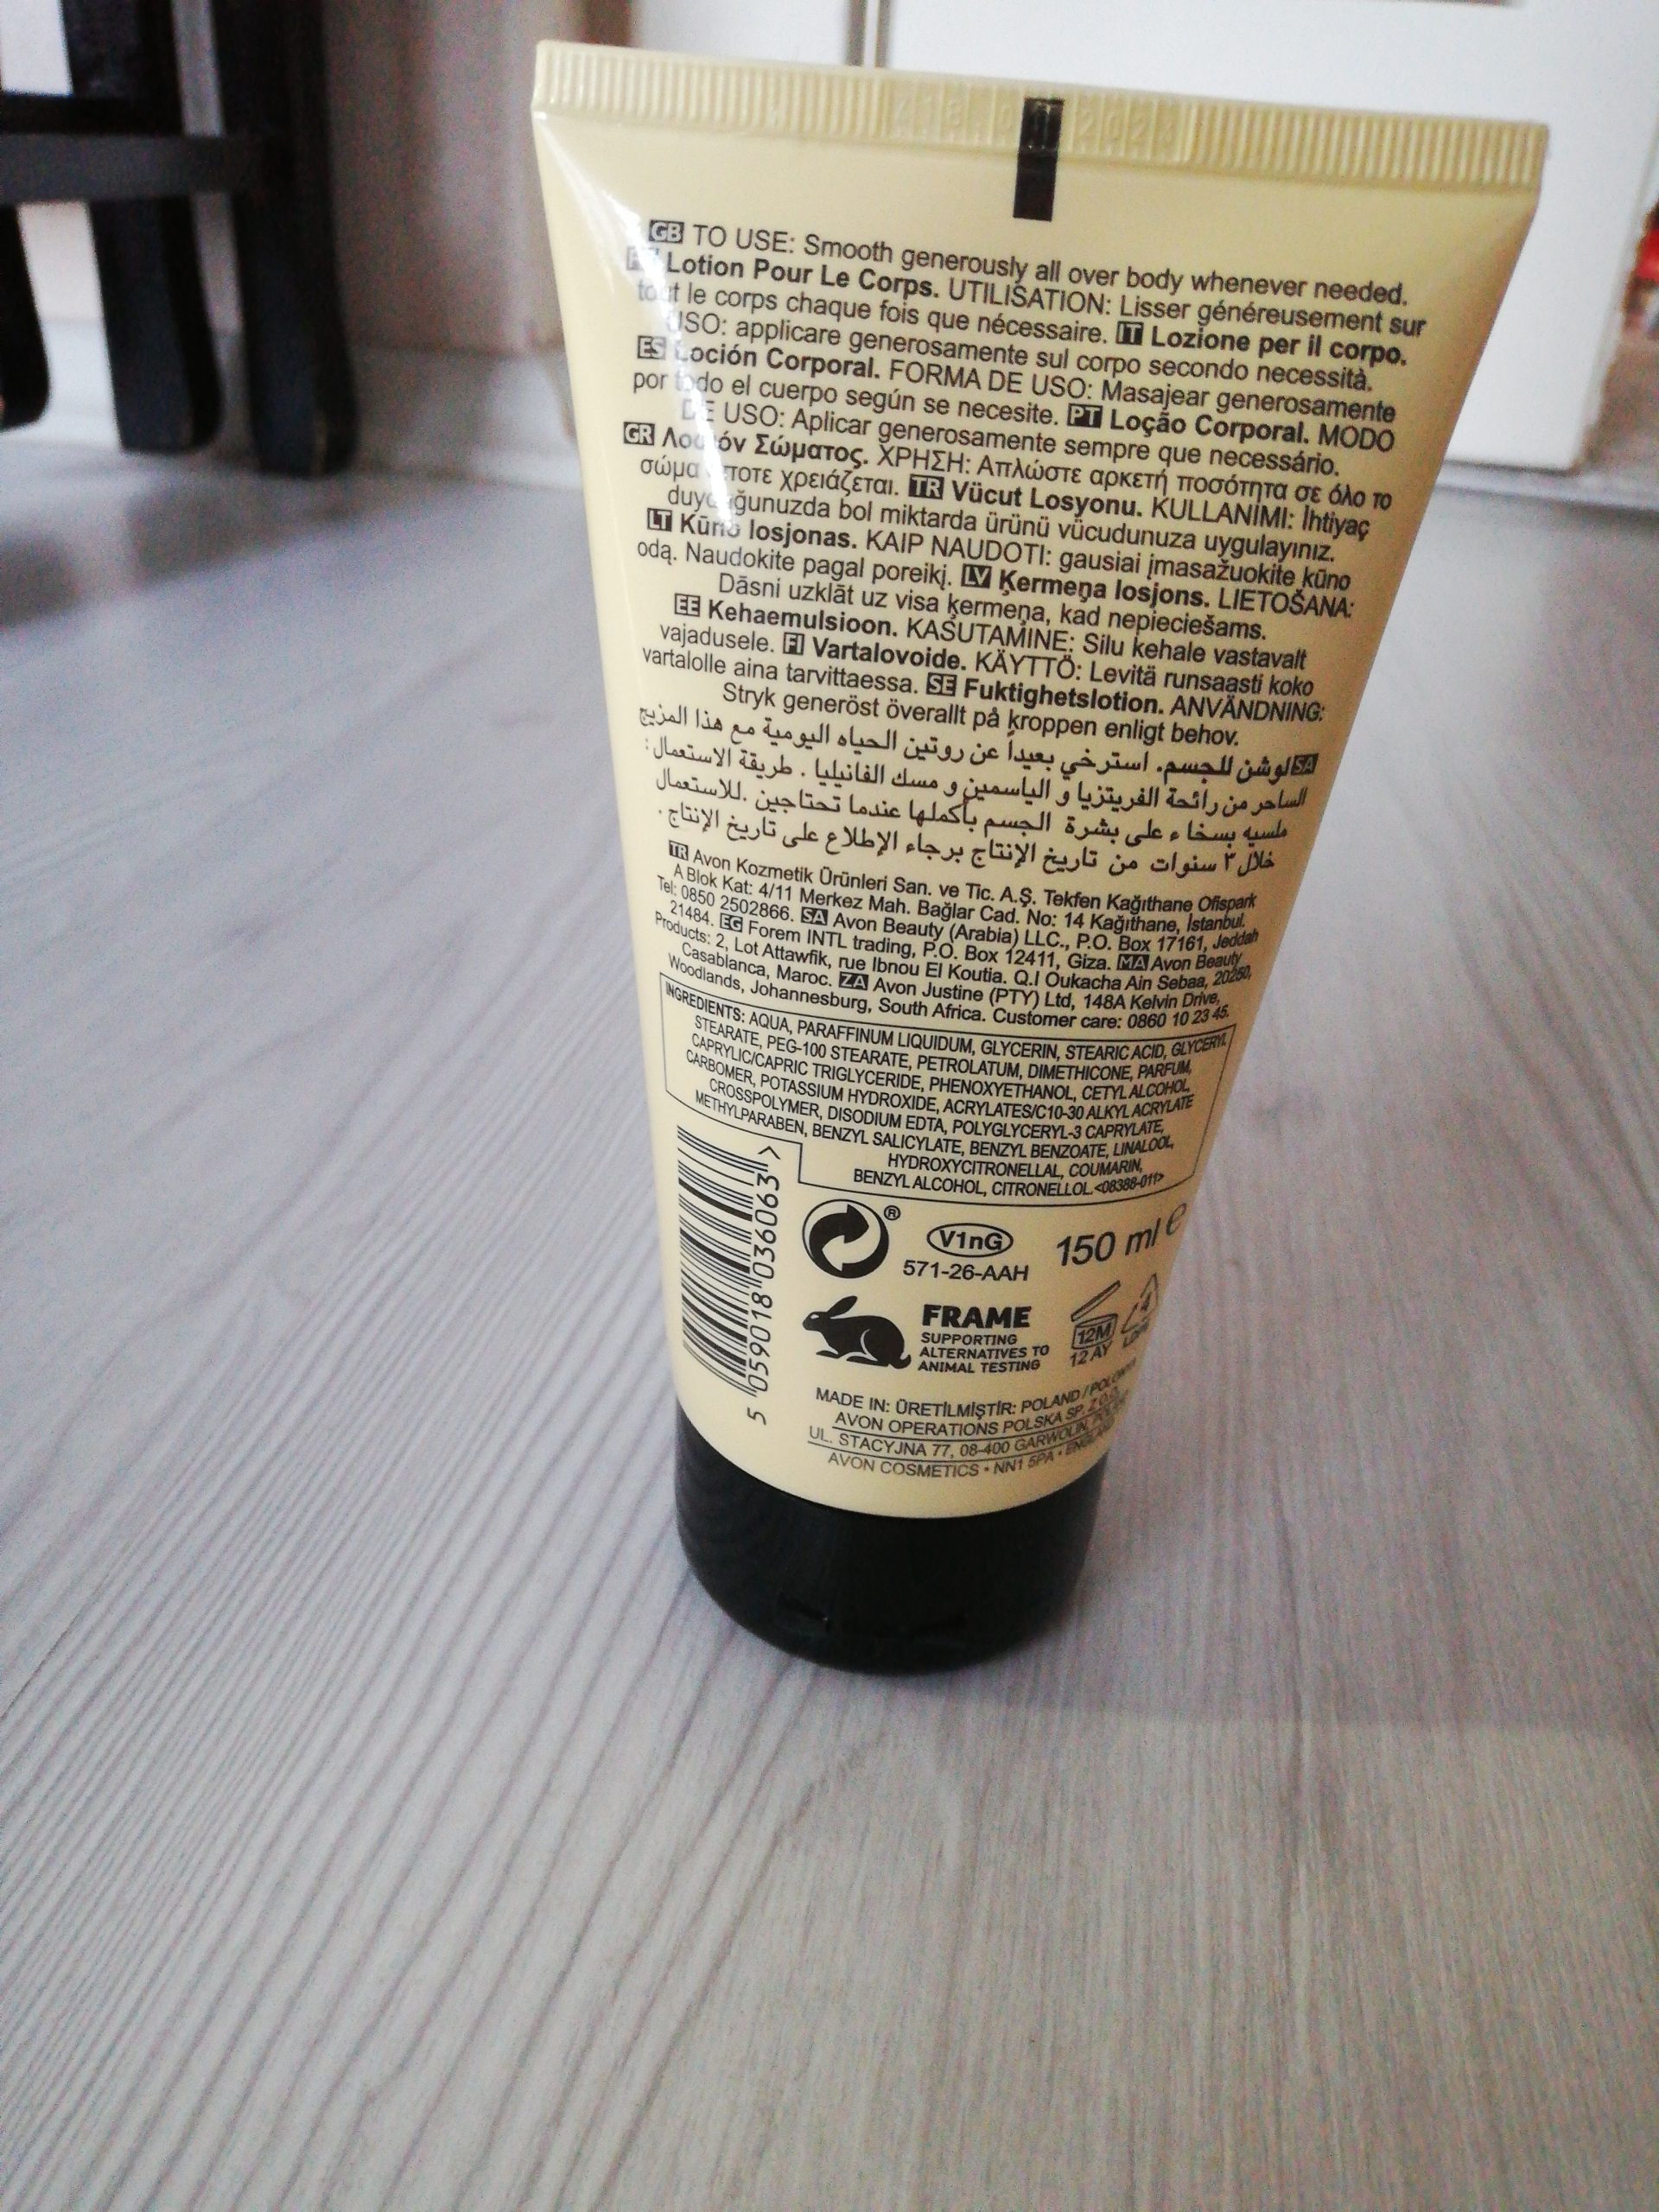 GB TO USE: Smooth generously all over body whenever needed.
Lotion Pour Le Corps. UTILISATION: Lisser généreusement sur
tout le corps chaque fois que nécessaire. IT Lozione per il corpo.
USO: applicare generosamente sul corpo secondo necessità.
ES Loción Corporal. FORMA DE USO: Masajear generosamente
por todo el cuerpo según se necesite. PT Loção Corporal. MODO
DE USO: Aplicar generosamente sempre que necessário.
GR Σώματος. ΧΡΗΣΗ: Απλώστε αρκετή ποσότητα σε όλο το
σώμα χρειάζεται. TR Vücut Losyonu. KULLANIMI: İhtiyaç
duyduğunuzda bol miktarda ürünü vücudunuza uygulayınız.
LT Kūno losjonas. KAIP NAUDOTI: gausiai įmasažuokite kūno
odą. Naudokite pagal poreikį. LV Ķermeņa losjons. LIETOŠANA:
Dāsni uzklāt uz visa ķermeņa, kad nepieciešams.
EE Kehaemulsioon. KASUTAMINE: Silu kehale vastavalt
vajadusele. FI Vartalovoide. KÄYTTÖ: Levitä runsaasti koko
vartalolle aina tarvittaessa. SE Fuktighetslotion. ANVÄNDNING:
Stryk generöst överallt på kroppen enligt behov.
SA لوشن للجسم. استرخي بعيداً عن روتين الحياه اليومية مع هذا المزيج
الساحر من رائحة الفريتزيا و الياسمين و مسك الفانيليا . طريقة الاستعمال:
ملسيه بسخاء على بشرة الجسم بأكملها عندما تحتاجين .للاستعمال
خلال ٣ سنوات من تاريخ الإنتاج برجاء الإطلاع على تاريخ الإنتاج.
TR Avon Kozmetik Ürünleri San. ve Tic. A.Ş. Tekfen Kağıthane Ofispark
A Blok Kat: 4/11 Merkez Mah. Bağlar Cad. No: 14 Kağıthane, İstanbul.
Tel: 0850 2502866. SA Avon Beauty (Arabia) LLC., P.O. Box 17161, Jeddah
21484. EG Forem INTL trading, P.O. Box 12411, Giza. MA Avon Beauty
Products: 2, Lot Attawfik, rue Ibnou El Koutia. Q.I Oukacha Ain Sebaa, 20250,
Casablanca, Maroc. ZA Avon Justine (PTY) Ltd, 148A Kelvin Drive,
Woodlands, Johannesburg, South Africa. Customer care: 0860 10 23 45.
INGREDIENTS: AQUA, PARAFFINUM LIQUIDUM, GLYCERIN, STEARIC ACID, GLYCERYL
STEARATE, PEG-100 STEARATE, PETROLATUM, DIMETHICONE, PARFUM,
CAPRYLIC/CAPRIC TRIGLYCERIDE, PHENOXYETHANOL, CETYL ALCOHOL,
CARBOMER, POTASSIUM HYDROXIDE, ACRYLATES/C10-30 ALKYL ACRYLATE
CROSSPOLYMER, DISODIUM EDTA, POLYGLYCERYL-3 CAPRYLATE,
METHYLPARABEN, BENZYL SALICYLATE, BENZYL BENZOATE, LINALOOL,
HYDROXYCITRONELLAL, COUMARIN,
BENZYL ALCOHOL, CITRONELLOL.<08388-011>
5 059018 036063 >
V1nG
571-26-AAH
150 ml e
FRAME
SUPPORTING
ALTERNATIVES TO
ANIMAL TESTING
12M
12 AY
4
MADE IN: ÜRETİLMİŞTİR: POLAND /
AVON OPERATIONS POLSKA SP. Z O.O.
UL. STACYJNA 77, 08-400 GARWOLIN,
AVON COSMETICS • NN1 5PA •